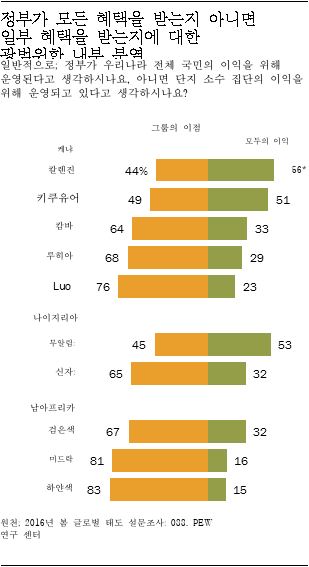 정부가 모든 혜택을 받는지 아니면
일부 혜택을 받는지에 대한
광범위한 내부 분열
일반적으로; 정부가 우리나라 전체 국민의 이익을 위해
운영된다고 생각하시나요, 아니면 단지 소수 집단의 이익을
위해 운영되고 있다고 생각하시나요?
그룹의 이점
모두의 이익
케냐
칼렌진 44% 56*
키쿠유어 49 51
캄바 64 33
루히아 68 29
Luo 76 23
나이지리아
무알림: 45 53
신자: 65 32
남아프리카
검은색 67 32
81 16
하얀색 83 15
원천; 2016년 봄 글로벌 태도 설문조사: 088. PEW
연구 센터